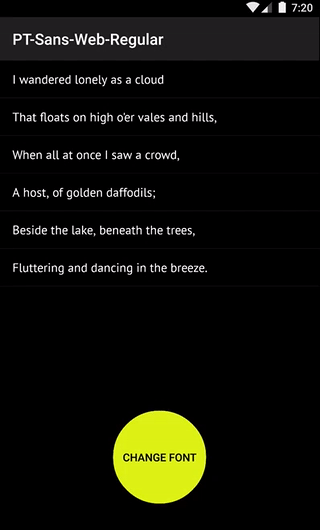 7:20
PT-Sans-Web-Regular
I wandered lonely as a cloud
That floats on high o'er vales and hills,
When all at once I saw a crowd,
A host, of golden daffodils;
Beside the lake, beneath the trees,
Fluttering and dancing in the breeze.
CHANGE FONT